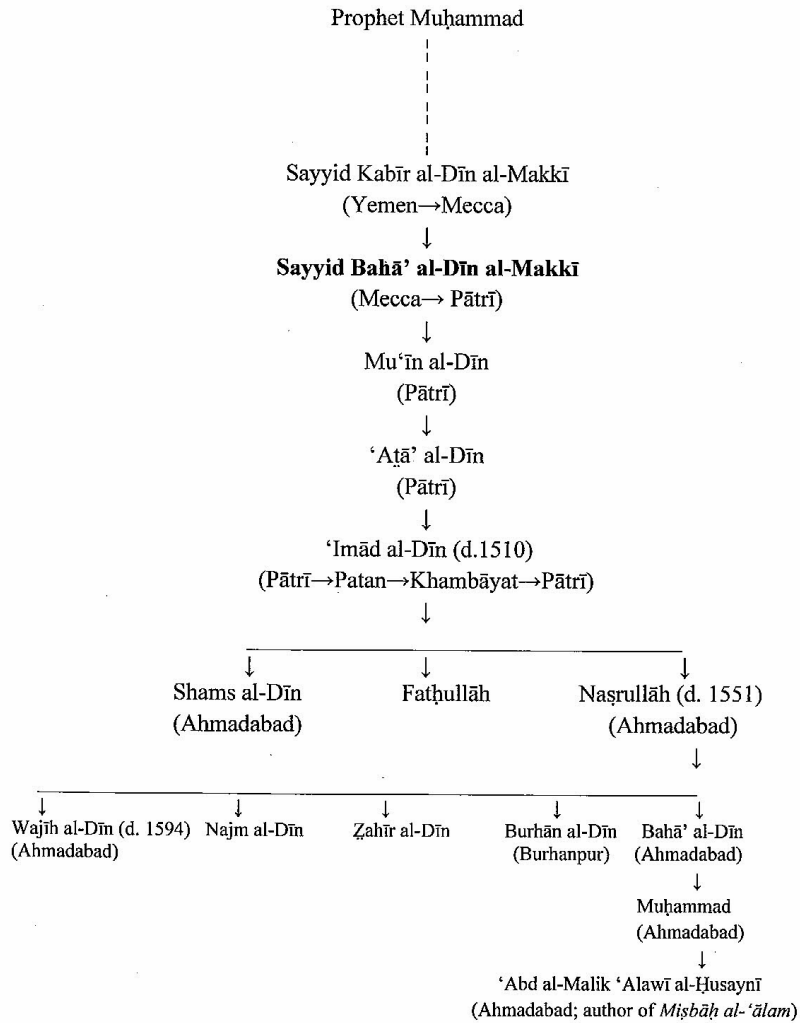 Prophet Muḥammad
Sayyid Kabīr al-Dīn al-Makkī
(Yemen→Mecca)
↓
Sayyid Bahā’ al-Dīn al-Makkī
(Mecca→ Pātrī)
↓
Mu‘īn al-Dīn
(Pātrī)
↓
‘Aṭā’ al-Dīn
(Pātrī)
↓
‘Imād al-Dīn (d.1510)
(Pātrī→Patan→Khambāyat→Pātrī)
↓
↓ ↓ ↓
Shams al-Dīn Fatḥullāh Naṣrullāh (d. 1551)
(Ahmadabad) (Ahmadabad)
↓
↓ ↓ ↓ ↓ ↓
Wajīh al-Dīn (d. 1594) Najm al-Dīn Ẓahīr al-Dīn Burhān al-Dīn Bahā’ al-Dīn
(Ahmadabad) (Burhanpur) (Ahmadabad)
↓
Muḥammad
(Ahmadabad)
↓
‘Abd al-Malik ‘Alawī al-Ḥusaynī
(Ahmadabad; author of Miṣbāḥ al-‘ālam)